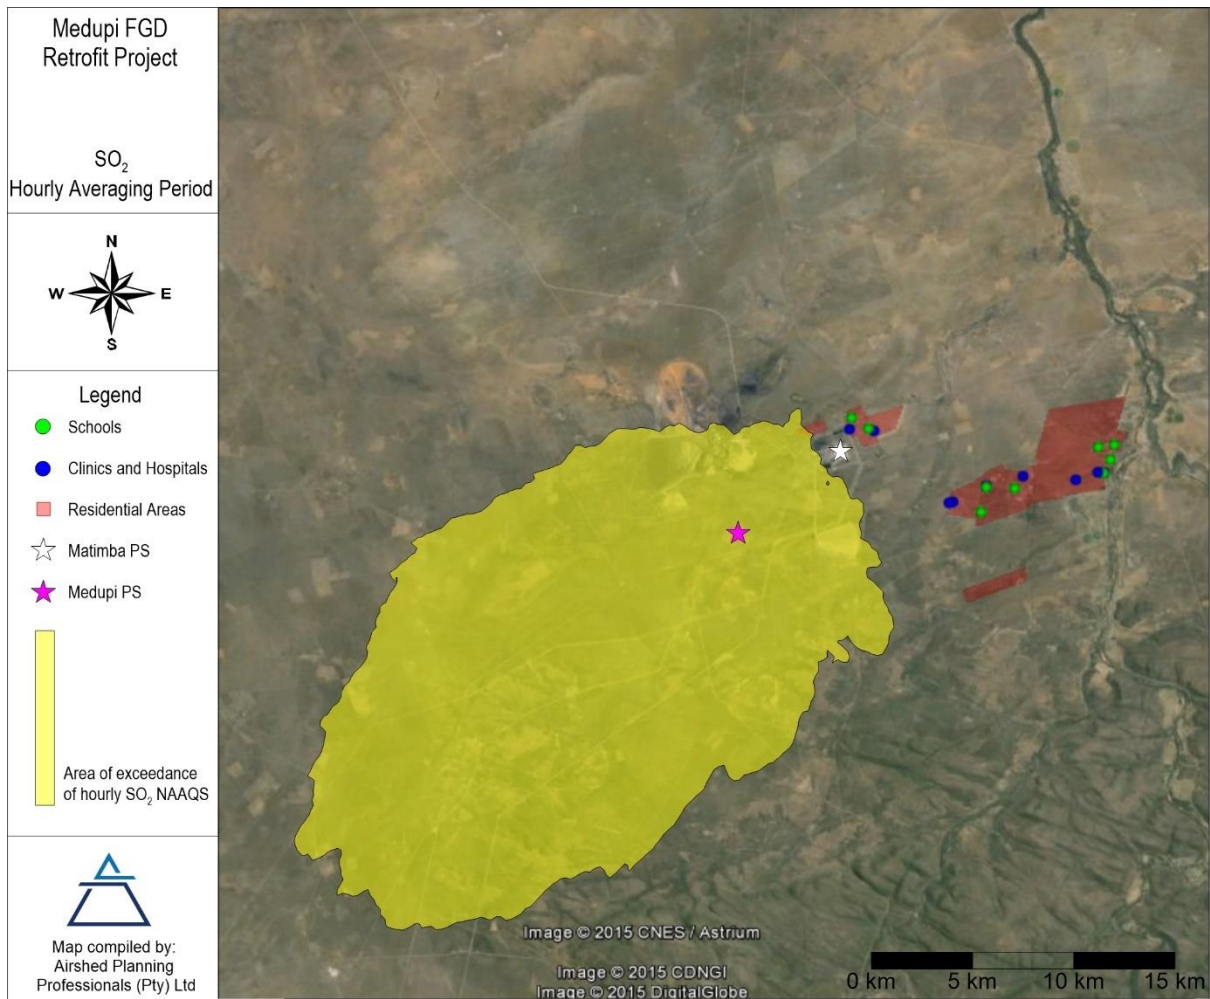 Medupi FGD
Retrofit Project
SO2
Hourly Averaging Period
N
W E
S
Legend
Schools
Clinics and Hospitals
Residential Areas
Matimba PS
Medupi PS
Area of exceedance
of hourly SO2 NAAQS
Map compiled by:
Airshed Planning
Professionals (Pty) Ltd
Image © 2015 CNES / Astrium
Image © 2015 CDNGI
Image © 2015 DigitalGlobe
0 km 5 km 10 km 15 km